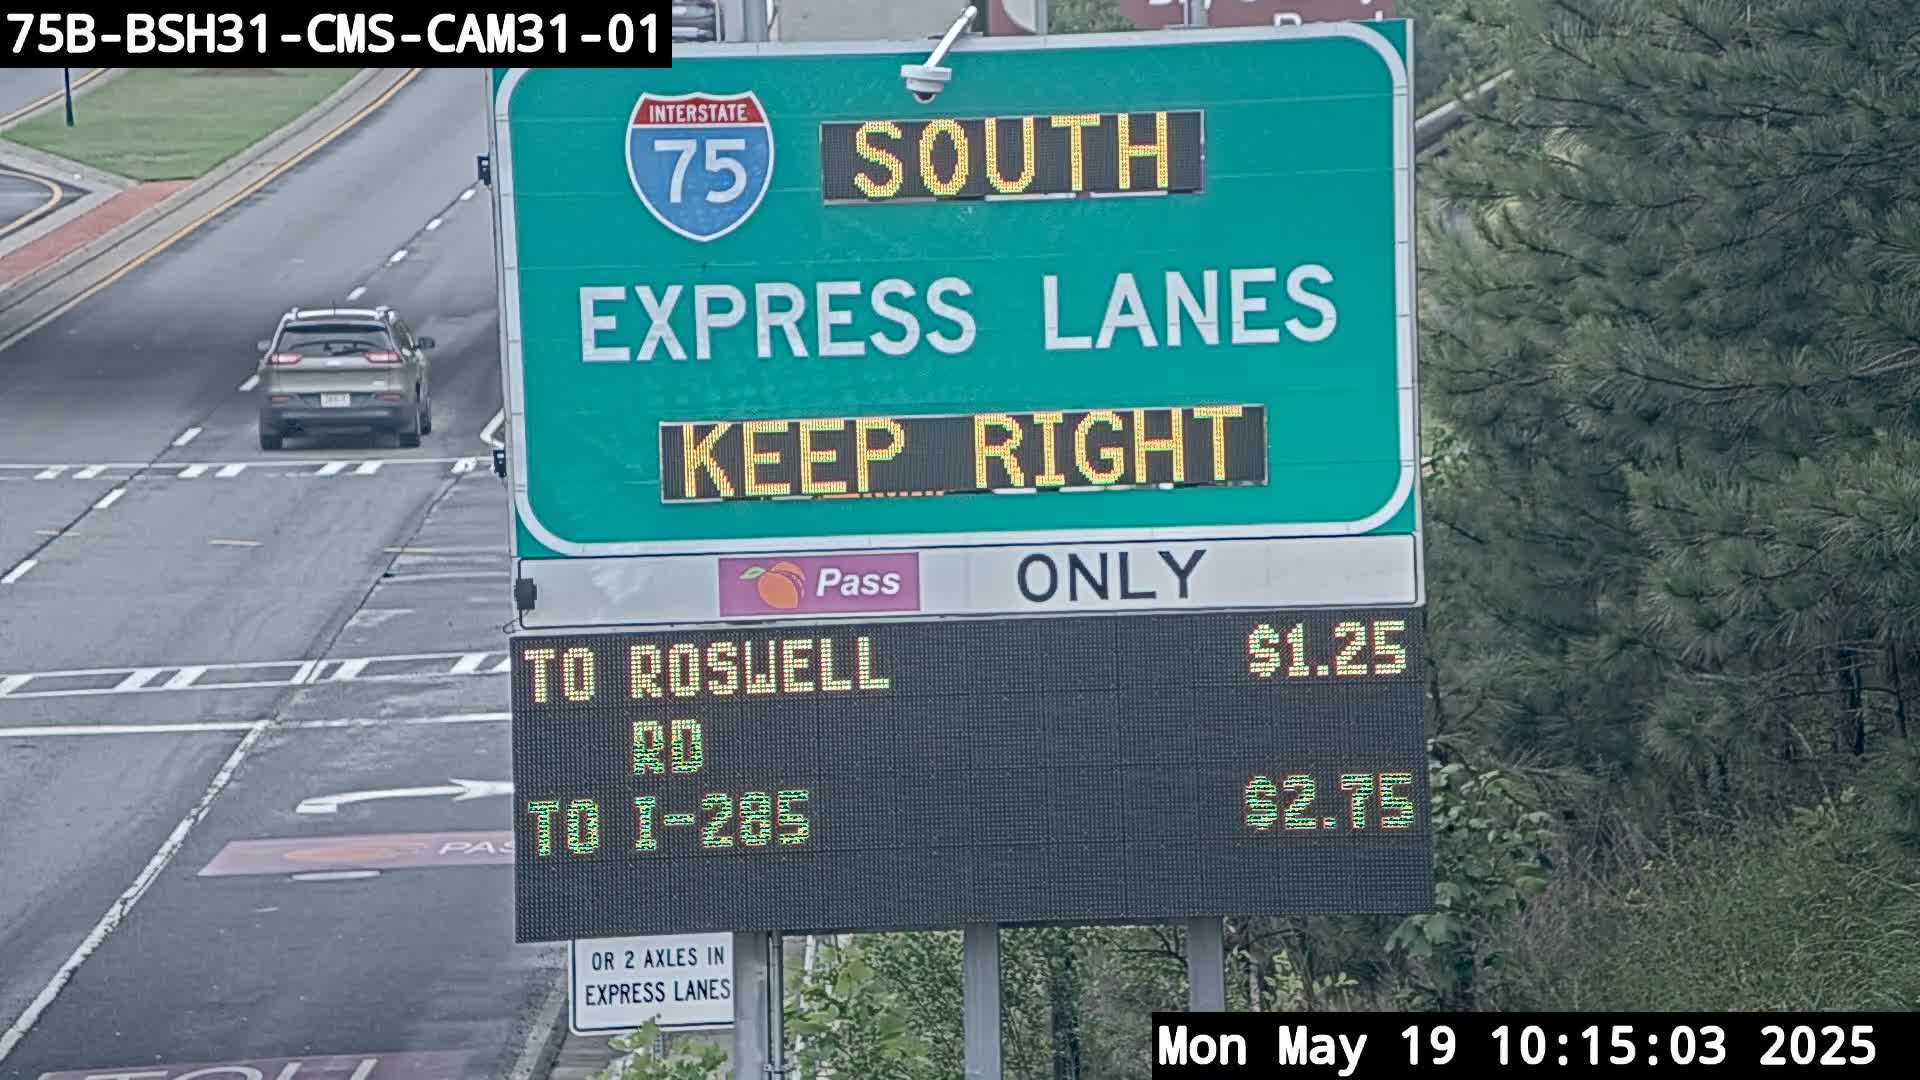 75B-BSH31-CMS-CAM31-01
INTERSTATE
75
SOUTH
EXPRESS LANES
KEEP RIGHT
Pass ONLY
TO ROSWELL $1.25
RD
TO I-285 $2.75
OR 2 AXLES IN
EXPRESS LANES
Mon May 19 10:15:03 2025